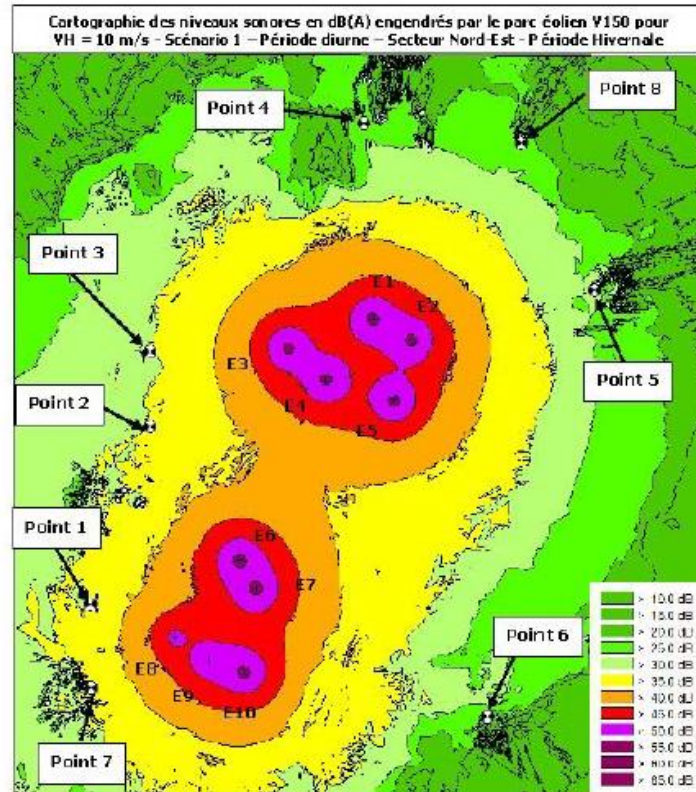 Cartographie des niveaux sonores en dB(A) engendrés par le parc éolien V150 pour
VH = 10 m/s - Scénario 1 – Période diurne – Secteur Nord-Est - Période Hivernale
Point 4
Point 8
Point 3
E1
E2
E3
E4
E5
Point 5
Point 2
Point 1
E6
E7
E8
E9
E10
Point 6
Point 7
> 10.0 dB
> 15.0 dB
> 20.0 dB
> 25.0 dB
> 30.0 dB
> 35.0 dB
> 40.0 dB
> 45.0 dB
> 50.0 dB
> 55.0 dB
> 60.0 dB
> 65.0 dB